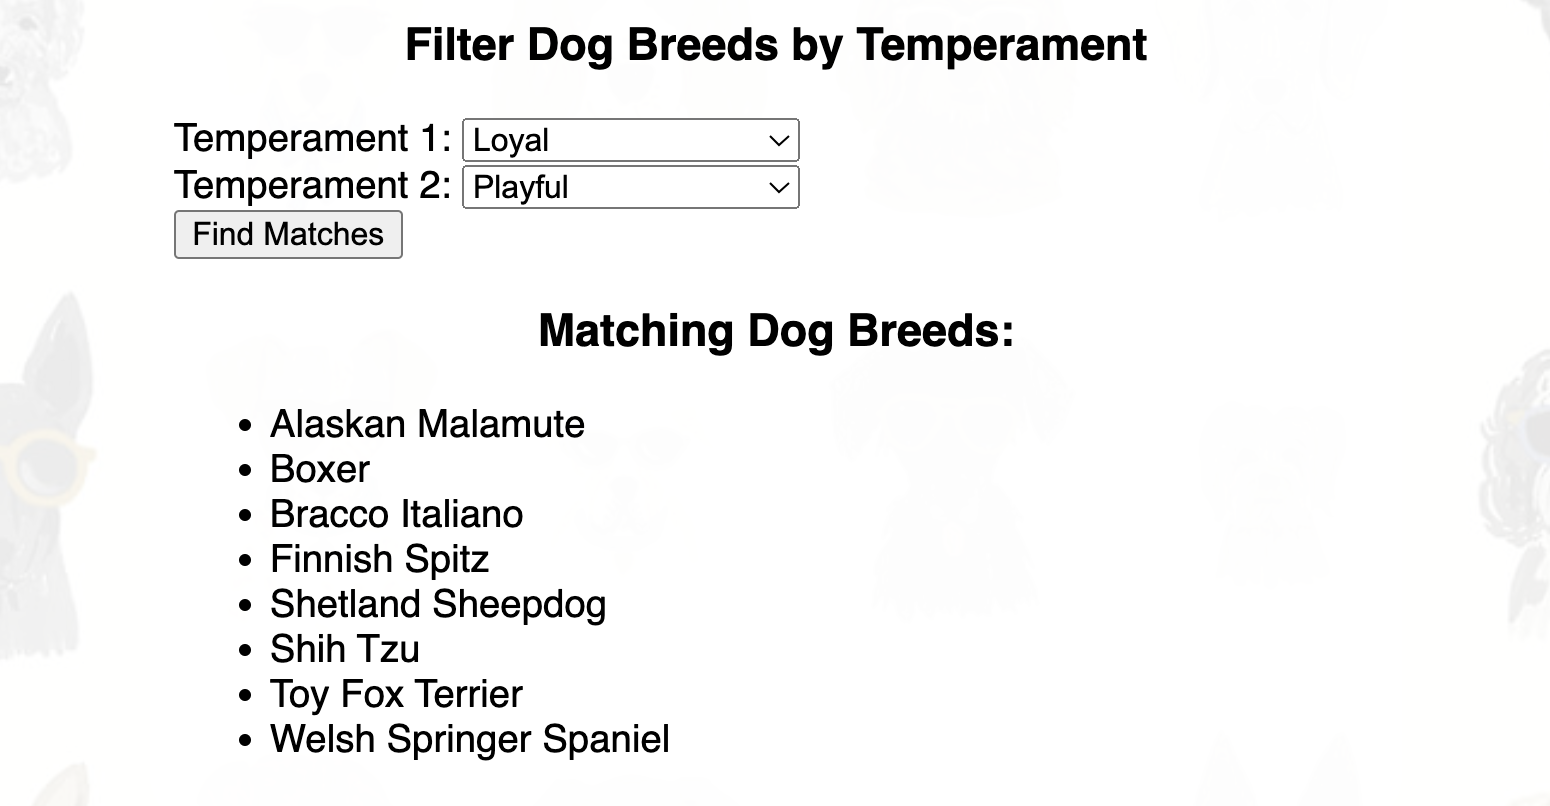 Filter Dog Breeds by Temperament
Temperament 1: Loyal
Temperament 2: Playful
Find Matches
Matching Dog Breeds:
• Alaskan Malamute
• Boxer
• Bracco Italiano
• Finnish Spitz
• Shetland Sheepdog
• Shih Tzu
• Toy Fox Terrier
• Welsh Springer Spaniel